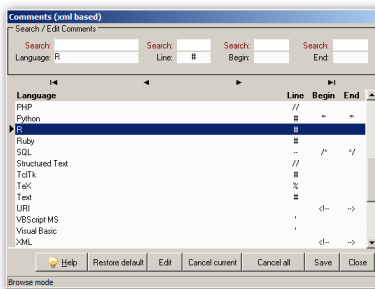 Comments (xml based)
Search / Edit Comments
Search: Search: Search: Search:
Language: R Line: # Begin: End:
Language Line Begin End
PHP //
Python # ''' '''
R #
Ruby #
SQL -- /* */
Structured Text //
Tcl/Tk #
TeX %
Text #
URI <!-- -->
VBScript MS '
Visual Basic '
XML <!-- -->
Help Restore default Edit Cancel current Cancel all Save Close
Browse mode